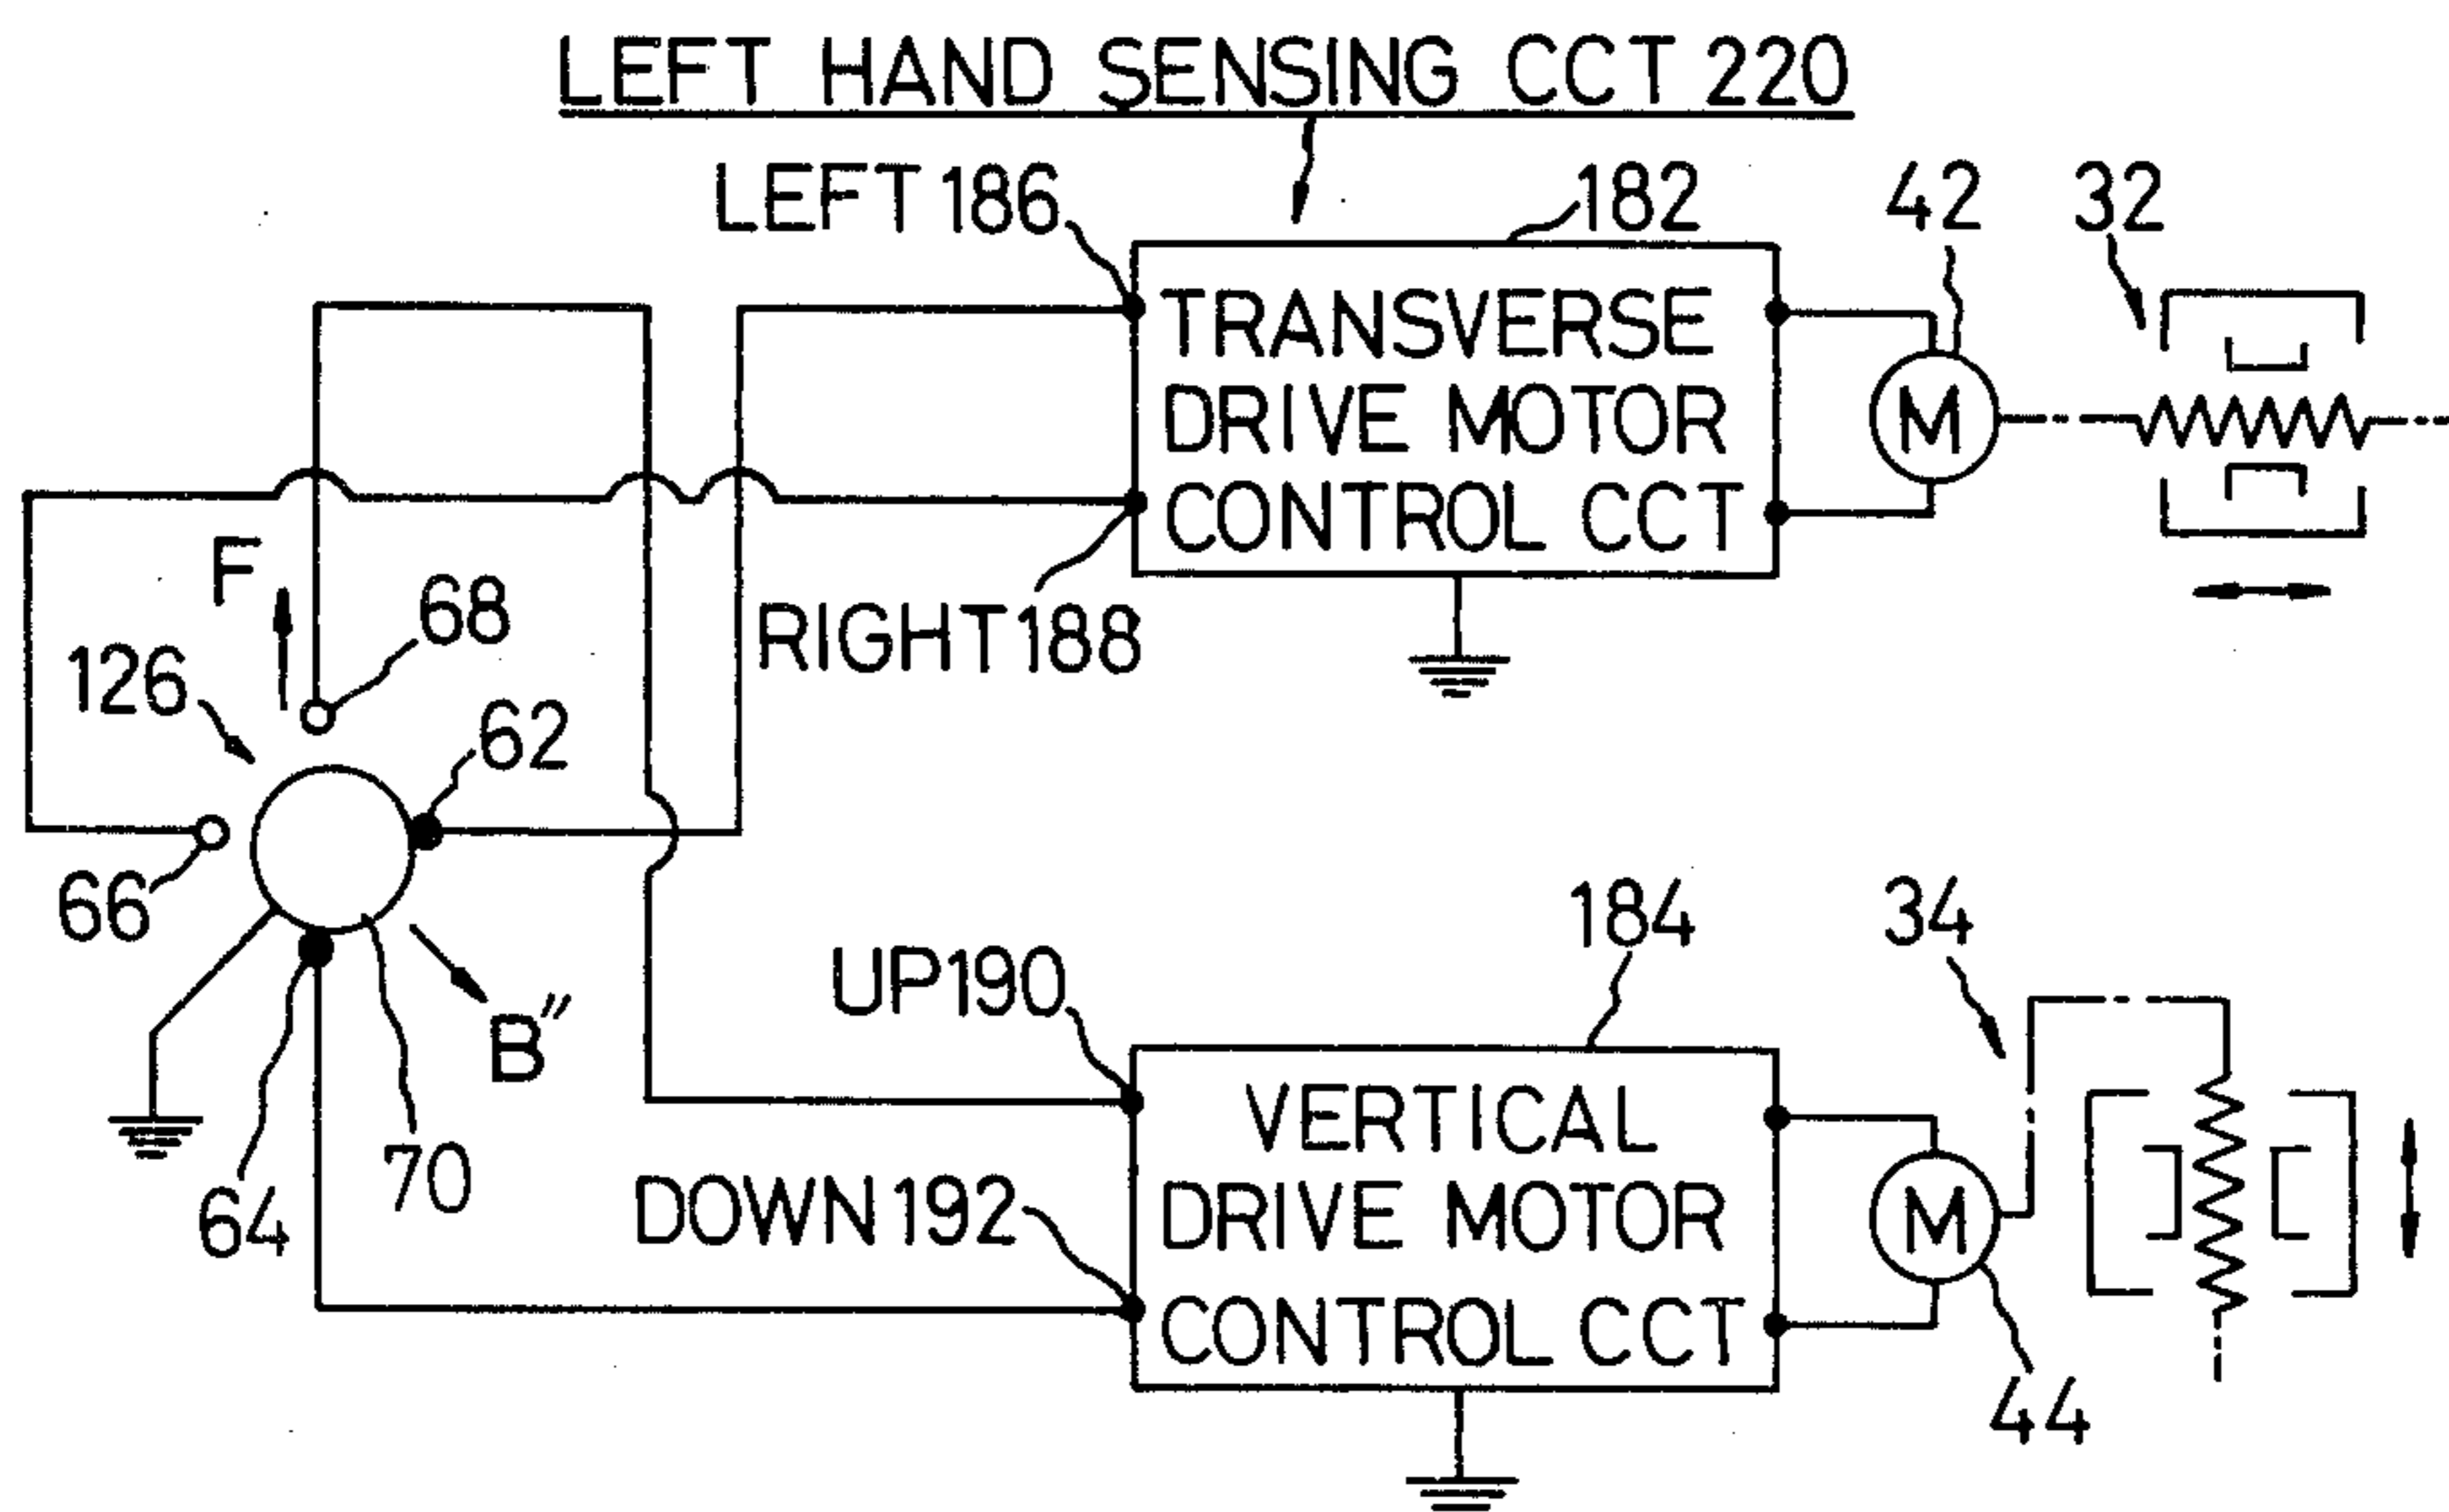 LEFT HAND SENSING CCT 220
LEFT 186
182
42
32
TRANSVERSE
DRIVE MOTOR
CONTROL CCT
M
RIGHT 188
F
68
126
62
66
64
70
B"
UP 190
184
34
VERTICAL
DRIVE MOTOR
CONTROL CCT
M
DOWN 192
44